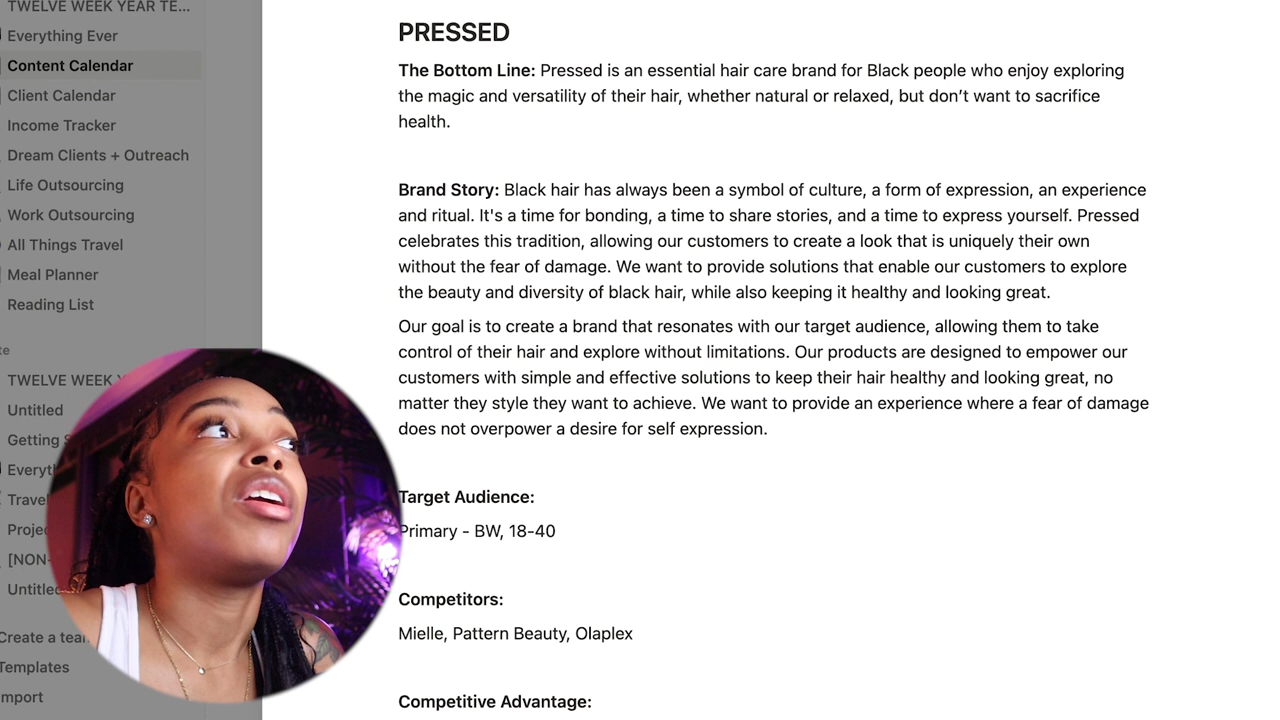 TWELVE WEEK YEAR TE...
Everything Ever
Content Calendar
Client Calendar
Income Tracker
Dream Clients + Outreach
Life Outsourcing
Work Outsourcing
All Things Travel
Meal Planner
Reading List
TWELVE WEEK
Untitled
Getting
Create a
Templates
PRESSED
The Bottom Line: Pressed is an essential hair care brand for Black people who enjoy exploring
the magic and versatility of their hair, whether natural or relaxed, but don’t want to sacrifice
health.
Brand Story: Black hair has always been a symbol of culture, a form of expression, an experience
and ritual. It's a time for bonding, a time to share stories, and a time to express yourself. Pressed
celebrates this tradition, allowing our customers to create a look that is uniquely their own
without the fear of damage. We want to provide solutions that enable our customers to explore
the beauty and diversity of black hair, while also keeping it healthy and looking great.
Our goal is to create a brand that resonates with our target audience, allowing them to take
control of their hair and explore without limitations. Our products are designed to empower our
customers with simple and effective solutions to keep their hair healthy and looking great, no
matter they style they want to achieve. We want to provide an experience where a fear of damage
does not overpower a desire for self expression.
Target Audience:
Primary - BW, 18-40
Competitors:
Mielle, Pattern Beauty, Olaplex
Competitive Advantage: